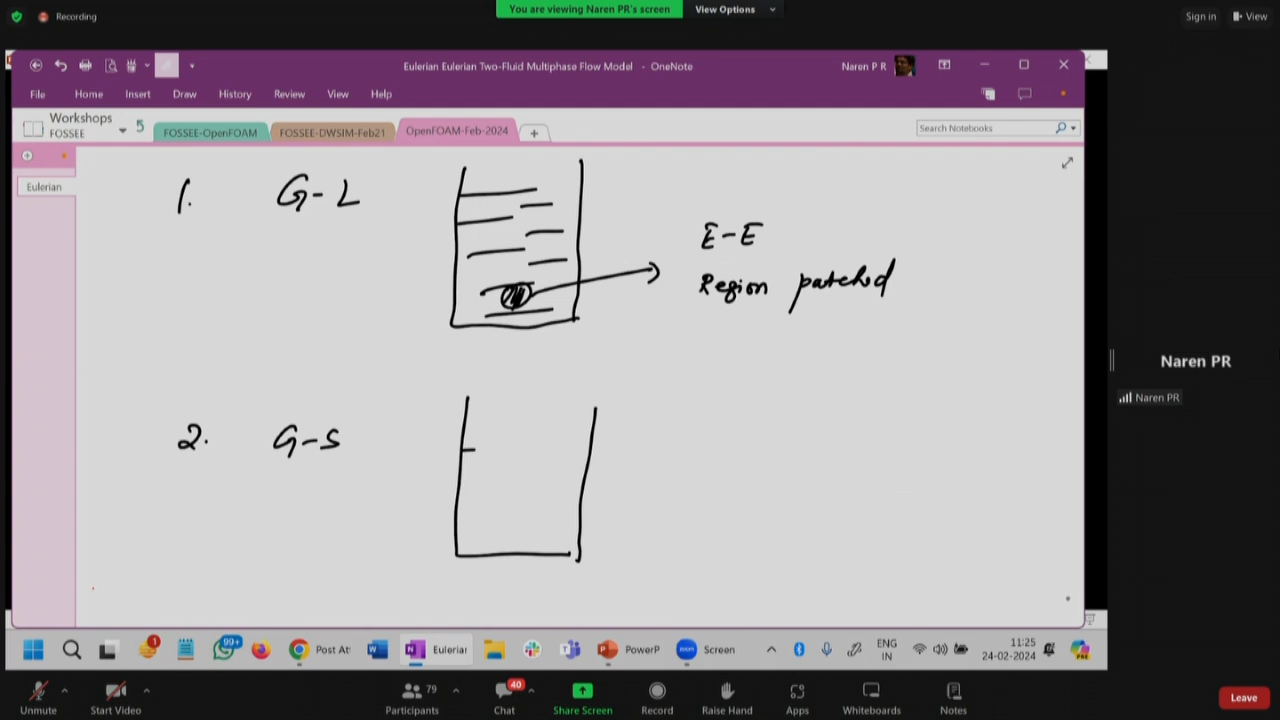 Recording
You are viewing Naren PR's screen
View Options
Sign in
View
Eulerian Eulerian Two-Fluid Multiphase Flow Model - OneNote
Naren P R
File
Home
Insert
Draw
History
Review
View
Help
Workshops
FOSSEE
FOSSEE-OpenFOAM
FOSSEE-DWSIM-Feb21
OpenFOAM-Feb-2024
Search Notebooks
Eulerian
1. G-L
E-E
Region patched
2. G-S
Naren PR
Naren PR
1
99+
Post At
Eulerian
PowerP
Screen
ENG
IN
11:25
24-02-2024
PRE
Unmute
Start Video
79
Participants
40
Chat
Share Screen
Record
Raise Hand
Apps
Whiteboards
Notes
Leave